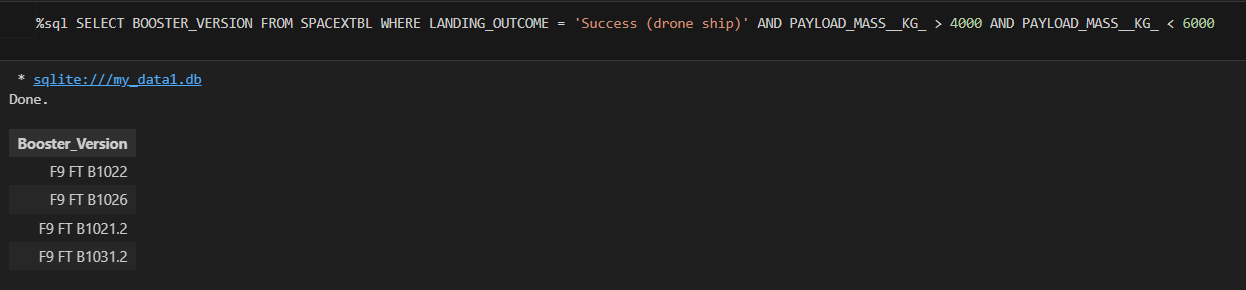 %sql SELECT BOOSTER_VERSION FROM SPACEXTBL WHERE LANDING_OUTCOME = 'Success (drone ship)' AND PAYLOAD_MASS__KG_ > 4000 AND PAYLOAD_MASS__KG_ < 6000
* sqlite:///my_data1.db
Done.
Booster_Version
F9 FT B1022
F9 FT B1026
F9 FT B1021.2
F9 FT B1031.2